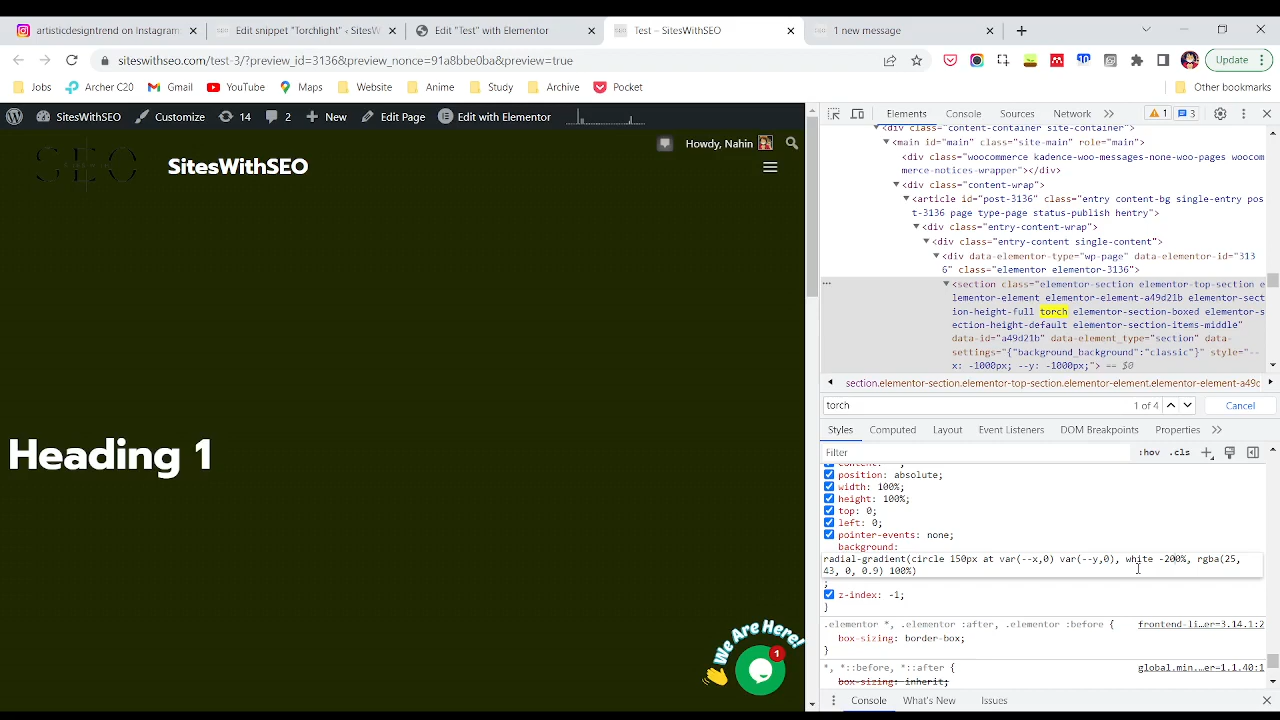 artisticdesigntrend on Instagram
Edit snippet "Torchlight" ‹ SitesW
Edit "Test" with Elementor
Test – SitesWithSEO
1 new message
siteswithseo.com/test-3/?preview_id=3136&preview_nonce=91a8bbe0ba&preview=true
Update
Jobs
Archer C20
Gmail
YouTube
Maps
Website
Anime
Study
Archive
Pocket
Other bookmarks
Customize
4
2
New
Edit Page
Edit with Elementor
Howdy, Nahin
SEO
SitesWithSEO
Heading 1
We Are Here!
1
Elements
Console
Sources
Network
1
3
<div class="content-container site-container">
<main id="main" class="site-main" role="main">
<div class="woocommerce kadence-woo-messages-none-woo-pages woocom
merce-notices-wrapper"></div>
<div class="content-wrap">
<article id="post-3136" class="entry content-bg single-entry pos
t-3136 page type-page status-publish hentry">
<div class="entry-content-wrap">
<div class="entry-content single-content">
<div data-elementor-type="wp-page" data-elementor-id="313
6" class="elementor elementor-3136">
<section class="elementor-section elementor-top-section e
lementor-element elementor-element-a49d21b elementor-sect
ion-height-full torch elementor-section-boxed elementor-s
ection-height-default elementor-section-items-middle"
data-id="a49d21b" data-element_type="section" data-
settings="{"background_background":"classic"}" style="--
x: -1000px; --y: -1000px;"> == $0
section.elementor-section.elementor-top-section.elementor-element.elementor-element-a49d
torch
1 of 4
Cancel
Styles
Computed
Layout
Event Listeners
DOM Breakpoints
Properties
Filter
:hov
.cls
position: absolute;
width: 100%;
height: 100%;
top: 0;
left: 0;
pointer-events: none;
background:
radial-gradient(circle 150px at var(--x,0) var(--y,0), white -200%, rgba(25,
43, 0, 0.9) 100%)
;
z-index: -1;
}
.elementor *, .elementor :after, .elementor :before {
frontend-li…er=3.14.1:2
box-sizing: border-box;
}
*, *::before, *::after {
global.min.…er=1.1.40:1
box-sizing: inherit;
Console
What's New
Issues